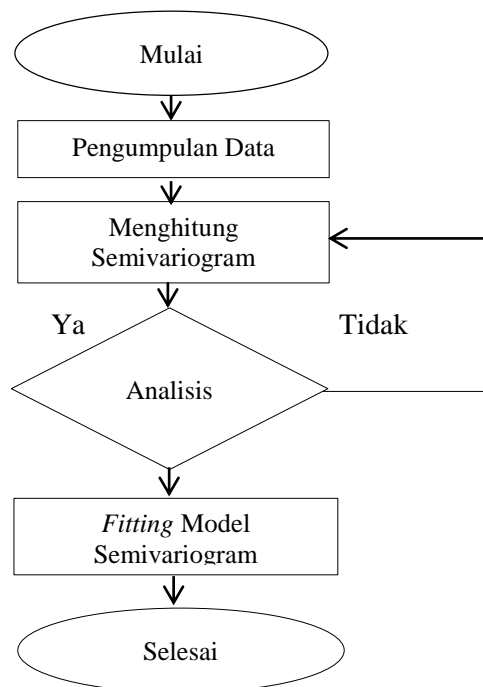 Mulai
Pengumpulan Data
Menghitung
Semivariogram
Ya
Tidak
Analisis
Fitting Model
Semivariogram
Selesai